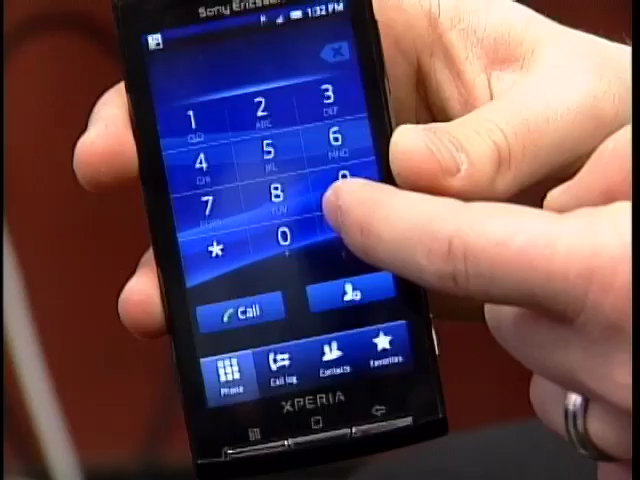 Sony Ericsson
1:32 PM
1 2 3
ABC DEF
4 5 6
GHI JKL MNO
7 8 9
TUV
* 0
+
Call
Phone Call log Contacts Favorites
XPERIA